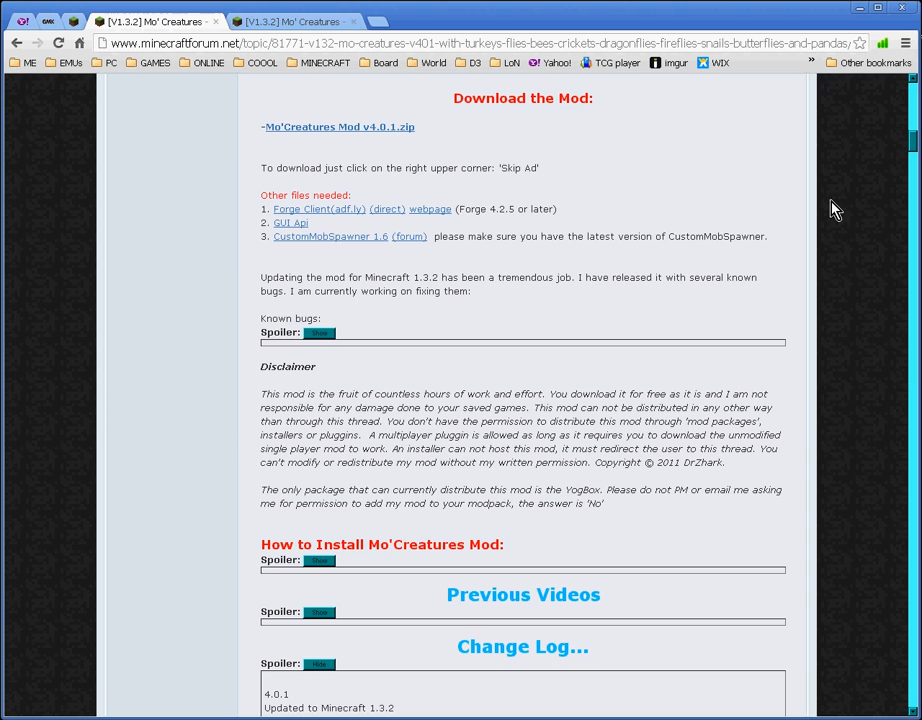 GMX
[V1.3.2] Mo' Creatures -
[V1.3.2] Mo' Creatures -
www.minecraftforum.net/topic/81771-v132-mo-creatures-v401-with-turkeys-flies-bees-crickets-dragonflies-fireflies-snails-butterflies-and-pandas/
ME EMUs PC GAMES ONLINE COOOL MINECRAFT Board World D3 LoN Yahoo! TCG player imgur WIX » Other bookmarks
Download the Mod:
-Mo'Creatures Mod v4.0.1.zip
To download just click on the right upper corner: 'Skip Ad'
Other files needed:
1. Forge Client(adf.ly) (direct) webpage (Forge 4.2.5 or later)
2. GUI Api
3. CustomMobSpawner 1.6 (forum) please make sure you have the latest version of CustomMobSpawner.
Updating the mod for Minecraft 1.3.2 has been a tremendous job. I have released it with several known
bugs. I am currently working on fixing them:
Known bugs:
Spoiler: Show
Disclaimer
This mod is the fruit of countless hours of work and effort. You download it for free as it is and I am not
responsible for any damage done to your saved games. This mod can not be distributed in any other way
than through this thread. You don't have the permission to distribute this mod through 'mod packages',
installers or pluggins. A multiplayer pluggin is allowed as long as it requires you to download the unmodified
single player mod to work. An installer can not host this mod, it must redirect the user to this thread. You
can't modify or redistribute my mod without my written permission. Copyright © 2011 DrZhark.
The only package that can currently distribute this mod is the YogBox. Please do not PM or email me asking
me for permission to add my mod to your modpack, the answer is 'No'
How to Install Mo'Creatures Mod:
Spoiler: Show
Previous Videos
Spoiler: Show
Change Log...
Spoiler: Hide
4.0.1
Updated to Minecraft 1.3.2